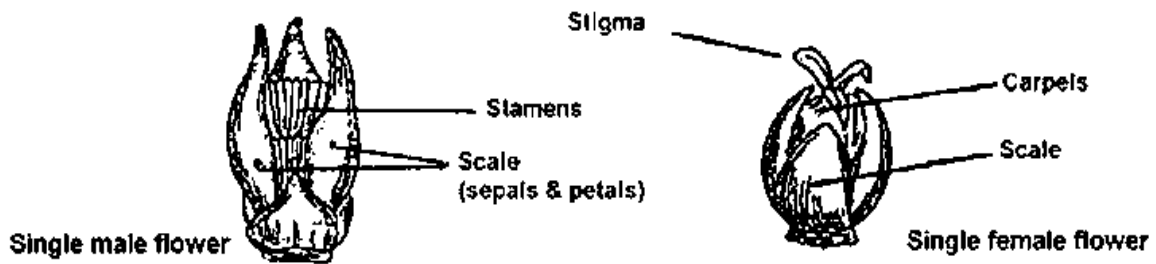 Stigma
Carpels
Stamens
Scale
Scale
(sepals & petals)
Single male flower
Single female flower